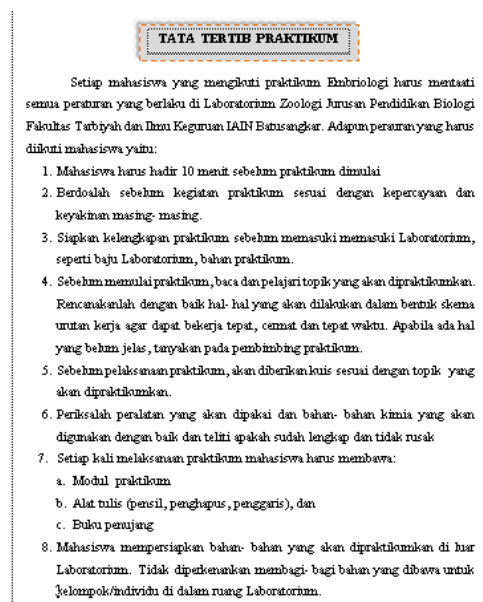 TATA TERTIB PRAKTIKUM
Setiap mahasiswa yang mengikuti praktikum Embriologi harus mentaati
semua peraturan yang berlaku di Laboratorium Zoologi Jurusan Pendidikan Biologi
Fakultas Tarbiyah dan Ilmu Keguruan IAIN Batusangkar. Adapun perauran yang harus
diikuti mahasiswa yaitu:
1. Mahasiswa harus hadir 10 menit sebelum praktikum dimulai
2. Berdoalah sebelum kegiatan praktikum sesuai dengan kepercayaan dan
keyakinan masing- masing.
3. Siapkan kelengkapan praktikum sebelum memasuki memasuki Laboratorium,
seperti baju Laboratorium, bahan praktikum.
4. Sebelum memulai praktikum, baca dan pelajari topik yang akan dipraktikumkan.
Rencanakanlah dengan baik hal- hal yang akan dilakukan dalam bentuk skema
urutan kerja agar dapat bekerja tepat, cermat dan tepat waktu. Apabila ada hal
yang belum jelas, tanyakan pada pembimbing praktikum.
5. Sebelum pelaksanaan praktikum, akan diberikan kuis sesuai dengan topik yang
akan dipraktikumkan.
6. Periksalah peralatan yang akan dipakai dan bahan- bahan kimia yang akan
digunakan dengan baik dan teliti apakah sudah lengkap dan tidak rusak
7. Setiap kali melaksanaan praktikum mahasiswa harus membawa:
a. Modul praktikum
b. Alat tulis (pensil, penghapus, penggaris), dan
c. Buku penujang
8. Mahasiswa mempersiapkan bahan- bahan yang akan dipraktikumkan di luar
Laboratorium. Tidak diperkenankan membagi- bagi bahan yang dibawa untuk
kelompok/individu di dalam ruang Laboratorium.